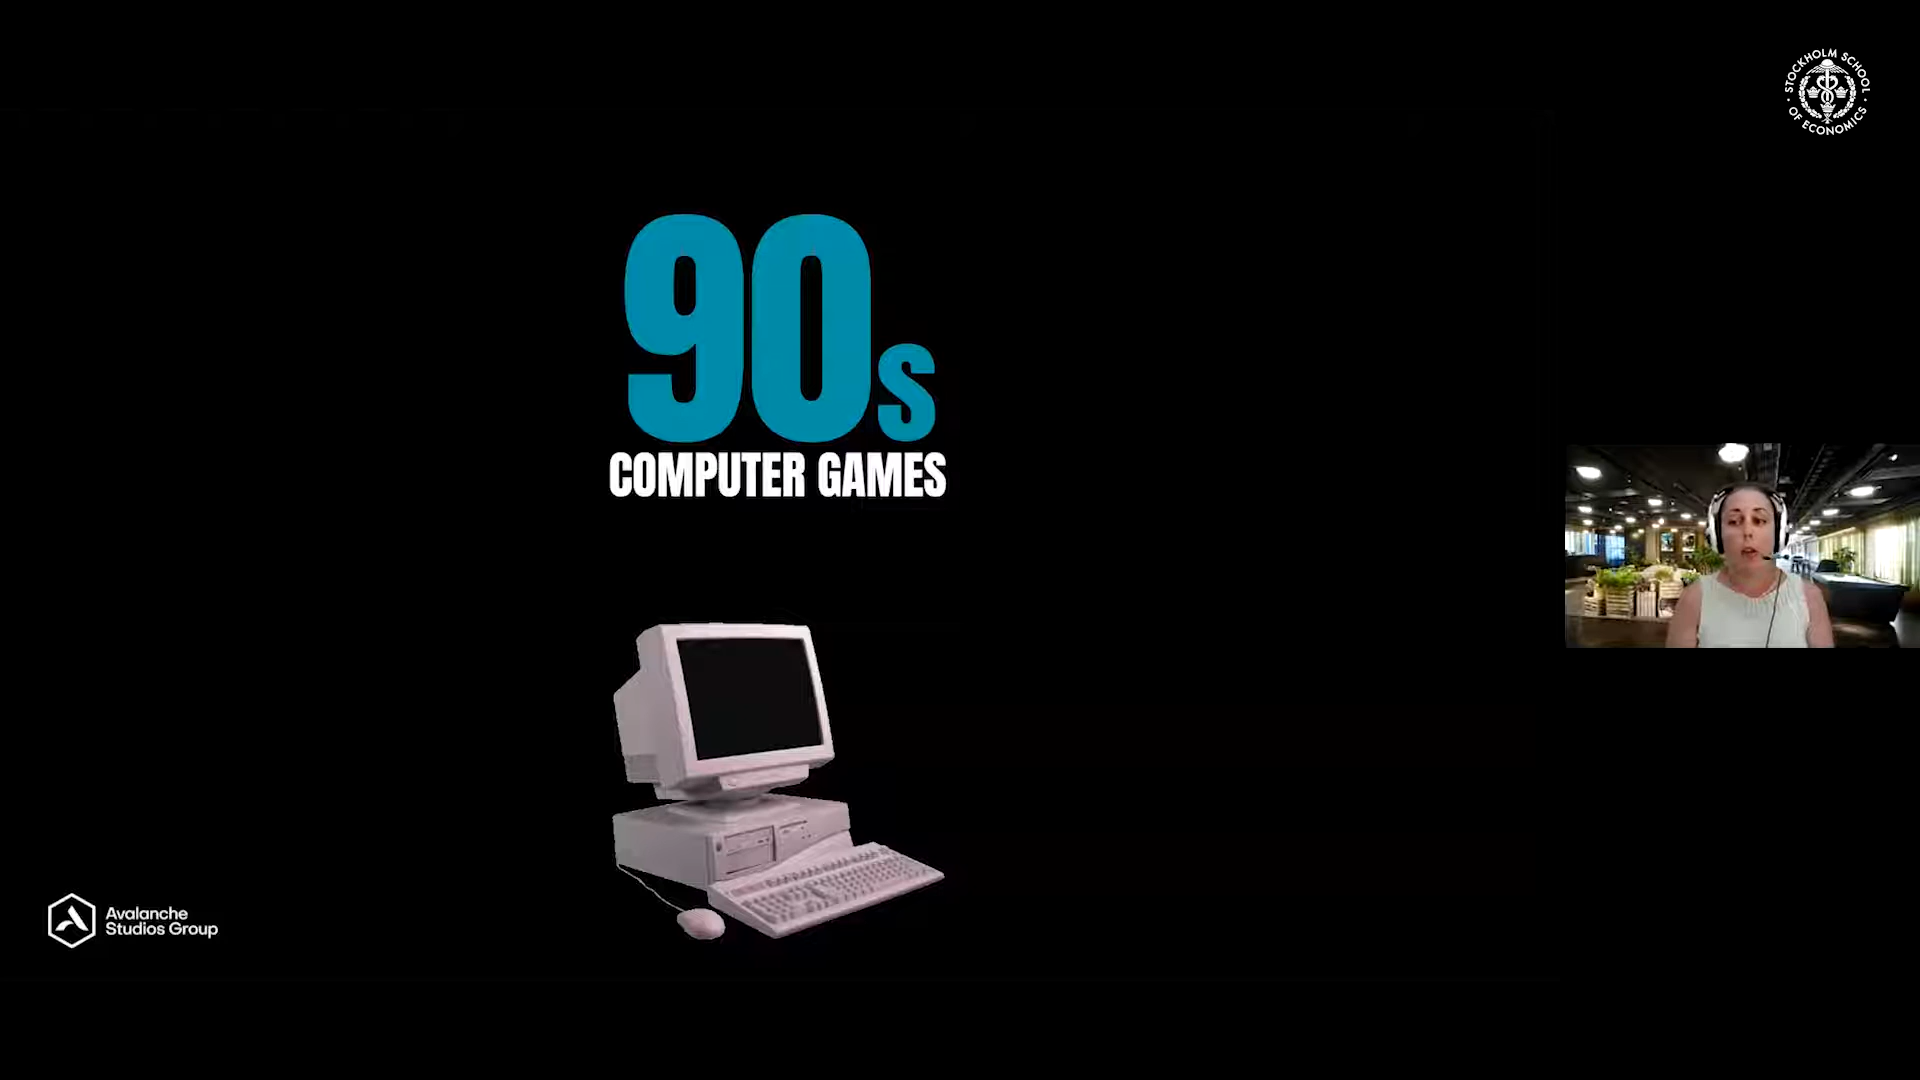 STOCKHOLM SCHOOL
OF ECONOMICS
90s
COMPUTER GAMES
Avalanche
Studios Group